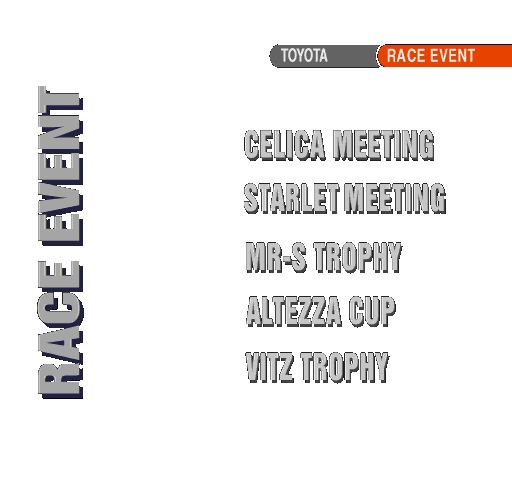 TOYOTA RACE EVENT
RACE EVENT
CELICA MEETING
STARLET MEETING
MR-S TROPHY
ALTEZZA CUP
VITZ TROPHY